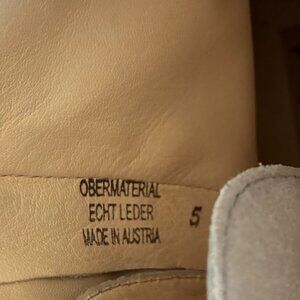 OBERMATERIAL
ECHT LEDER 5
MADE IN AUSTRIA